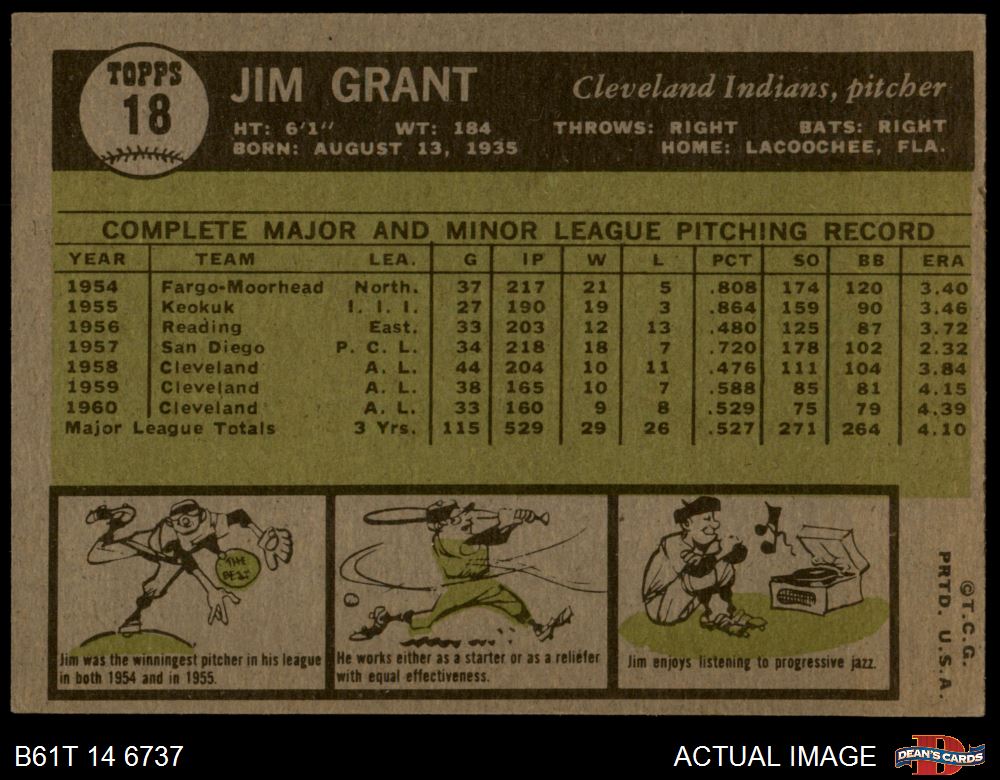 TOPPS
18
JIM GRANT
Cleveland Indians, pitcher
HT: 6'1" WT: 184 THROWS: RIGHT BATS: RIGHT
BORN: AUGUST 13, 1935 HOME: LACOOCHEE, FLA.
COMPLETE MAJOR AND MINOR LEAGUE PITCHING RECORD
YEAR TEAM LEA. G IP W L PCT SO BB ERA
1954 Fargo-Moorhead North. 37 217 21 5 .808 174 120 3.40
1955 Keokuk I. I. I. 27 190 19 3 .864 159 90 3.46
1956 Reading East. 33 203 12 13 .480 125 87 3.72
1957 San Diego P. C. L. 34 218 18 7 .720 178 102 2.32
1958 Cleveland A. L. 44 204 10 11 .476 111 104 3.84
1959 Cleveland A. L. 38 165 10 7 .588 85 81 4.15
1960 Cleveland A. L. 33 160 9 8 .529 75 79 4.39
Major League Totals 3 Yrs. 115 529 29 26 .527 271 264 4.10
THE
BEST
Jim was the winningest pitcher in his league
in both 1954 and in 1955.
He works either as a starter or as a reliefer
with equal effectiveness.
Jim enjoys listening to progressive jazz.
©T.C.G.
PRTD. U.S.A.
B61T 14 6737
ACTUAL IMAGE
DEAN'S CARDS